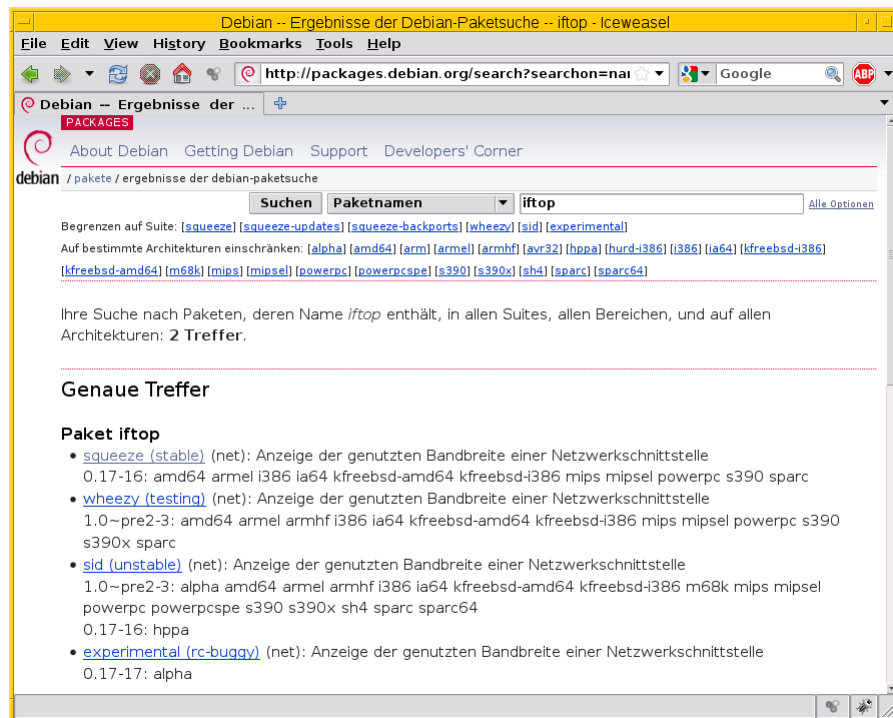 Debian -- Ergebnisse der Debian-Paketsuche -- iftop - Iceweasel
File Edit View History Bookmarks Tools Help
http://packages.debian.org/search?searchon=nai Google ABP
Debian -- Ergebnisse der ...
PACKAGES
About Debian Getting Debian Support Developers' Corner
debian / pakete / ergebnisse der debian-paketsuche
Suchen Paketnamen iftop Alle Optionen
Begrenzen auf Suite: [squeeze] [squeeze-updates] [squeeze-backports] [wheezy] [sid] [experimental]
Auf bestimmte Architekturen einschränken: [alpha] [amd64] [arm] [armel] [armhf] [avr32] [hppa] [hurd-i386] [i386] [ia64] [kfreebsd-i386]
[kfreebsd-amd64] [m68k] [mips] [mipsel] [powerpc] [powerpcspe] [s390] [s390x] [sh4] [sparc] [sparc64]
Ihre Suche nach Paketen, deren Name iftop enthält, in allen Suites, allen Bereichen, und auf allen
Architekturen: 2 Treffer.
Genaue Treffer
Paket iftop
• squeeze (stable) (net): Anzeige der genutzten Bandbreite einer Netzwerkschnittstelle
0.17-16: amd64 armel i386 ia64 kfreebsd-amd64 kfreebsd-i386 mips mipsel powerpc s390 sparc
• wheezy (testing) (net): Anzeige der genutzten Bandbreite einer Netzwerkschnittstelle
1.0~pre2-3: amd64 armel armhf i386 ia64 kfreebsd-amd64 kfreebsd-i386 mips mipsel powerpc s390
s390x sparc
• sid (unstable) (net): Anzeige der genutzten Bandbreite einer Netzwerkschnittstelle
1.0~pre2-3: alpha amd64 armel armhf i386 ia64 kfreebsd-amd64 kfreebsd-i386 m68k mips mipsel
powerpc powerpcspe s390 s390x sh4 sparc sparc64
0.17-16: hppa
• experimental (rc-buggy) (net): Anzeige der genutzten Bandbreite einer Netzwerkschnittstelle
0.17-17: alpha